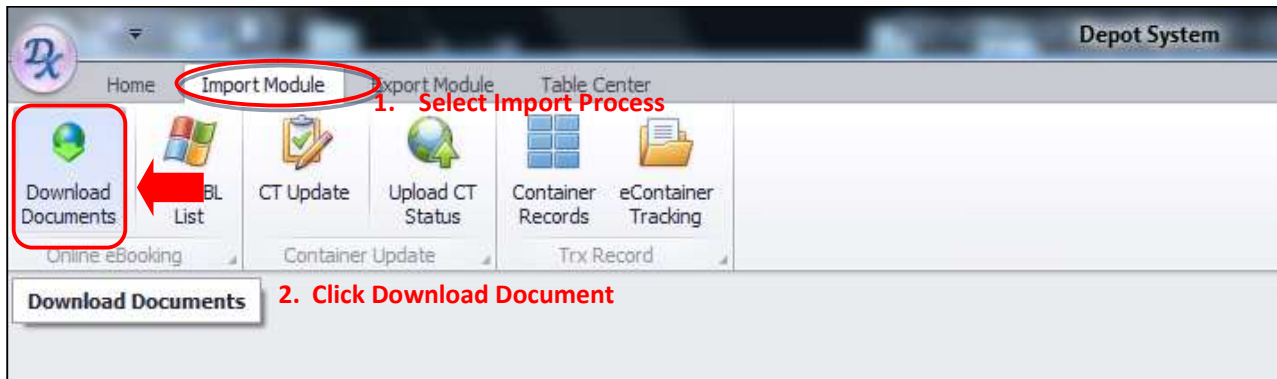 Dx
Depot System
Home Import Module Export Module Table Center
1. Select Import Process
Download Documents
BL List
CT Update
Upload CT Status
Container Records
eContainer Tracking
Online eBooking
Container Update
Trx Record
Download Documents
2. Click Download Document